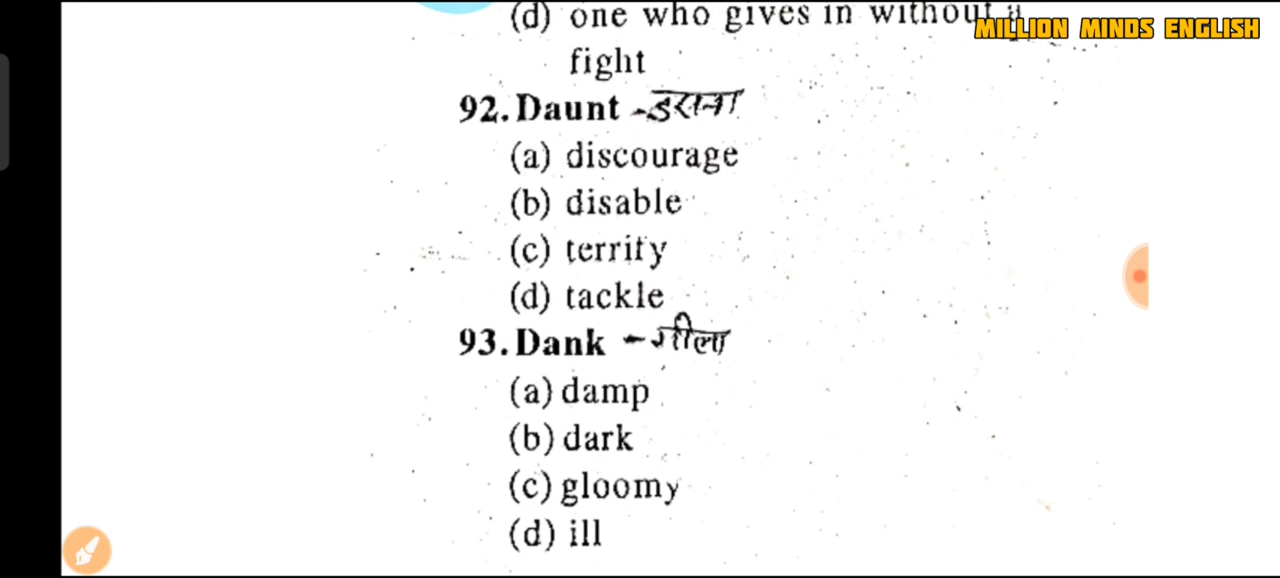 (d) one who gives in without a
MILLION MINDS ENGLISH
fight
92. Daunt - डराना
(a) discourage
(b) disable
(c) terrify
(d) tackle
93. Dank - गीला
(a) damp
(b) dark
(c) gloomy
(d) ill